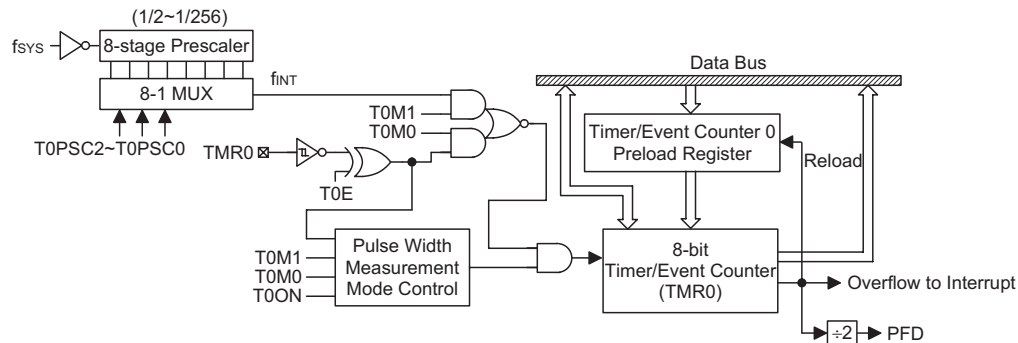 (1/2~1/256)
fSYS
8-stage Prescaler
8-1 MUX
fINT
T0PSC2~T0PSC0
T0M1
T0M0
TMR0
T0E
Pulse Width
Measurement
Mode Control
T0M1
T0M0
T0ON
Data Bus
Timer/Event Counter 0
Preload Register
Reload
8-bit
Timer/Event Counter
(TMR0)
Overflow to Interrupt
÷2
PFD